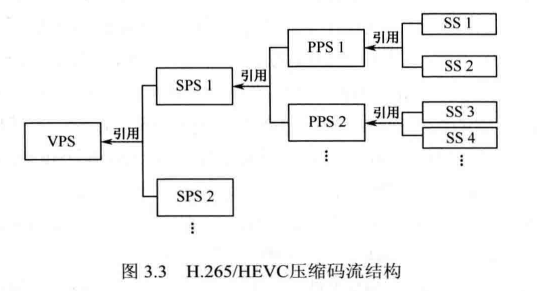 SS 1
PPS 1
引用
SS 2
引用
SPS 1
SS 3
引用
PPS 2
SS 4
引用
VPS
SPS 2
图 3.3 H.265/HEVC压缩码流结构